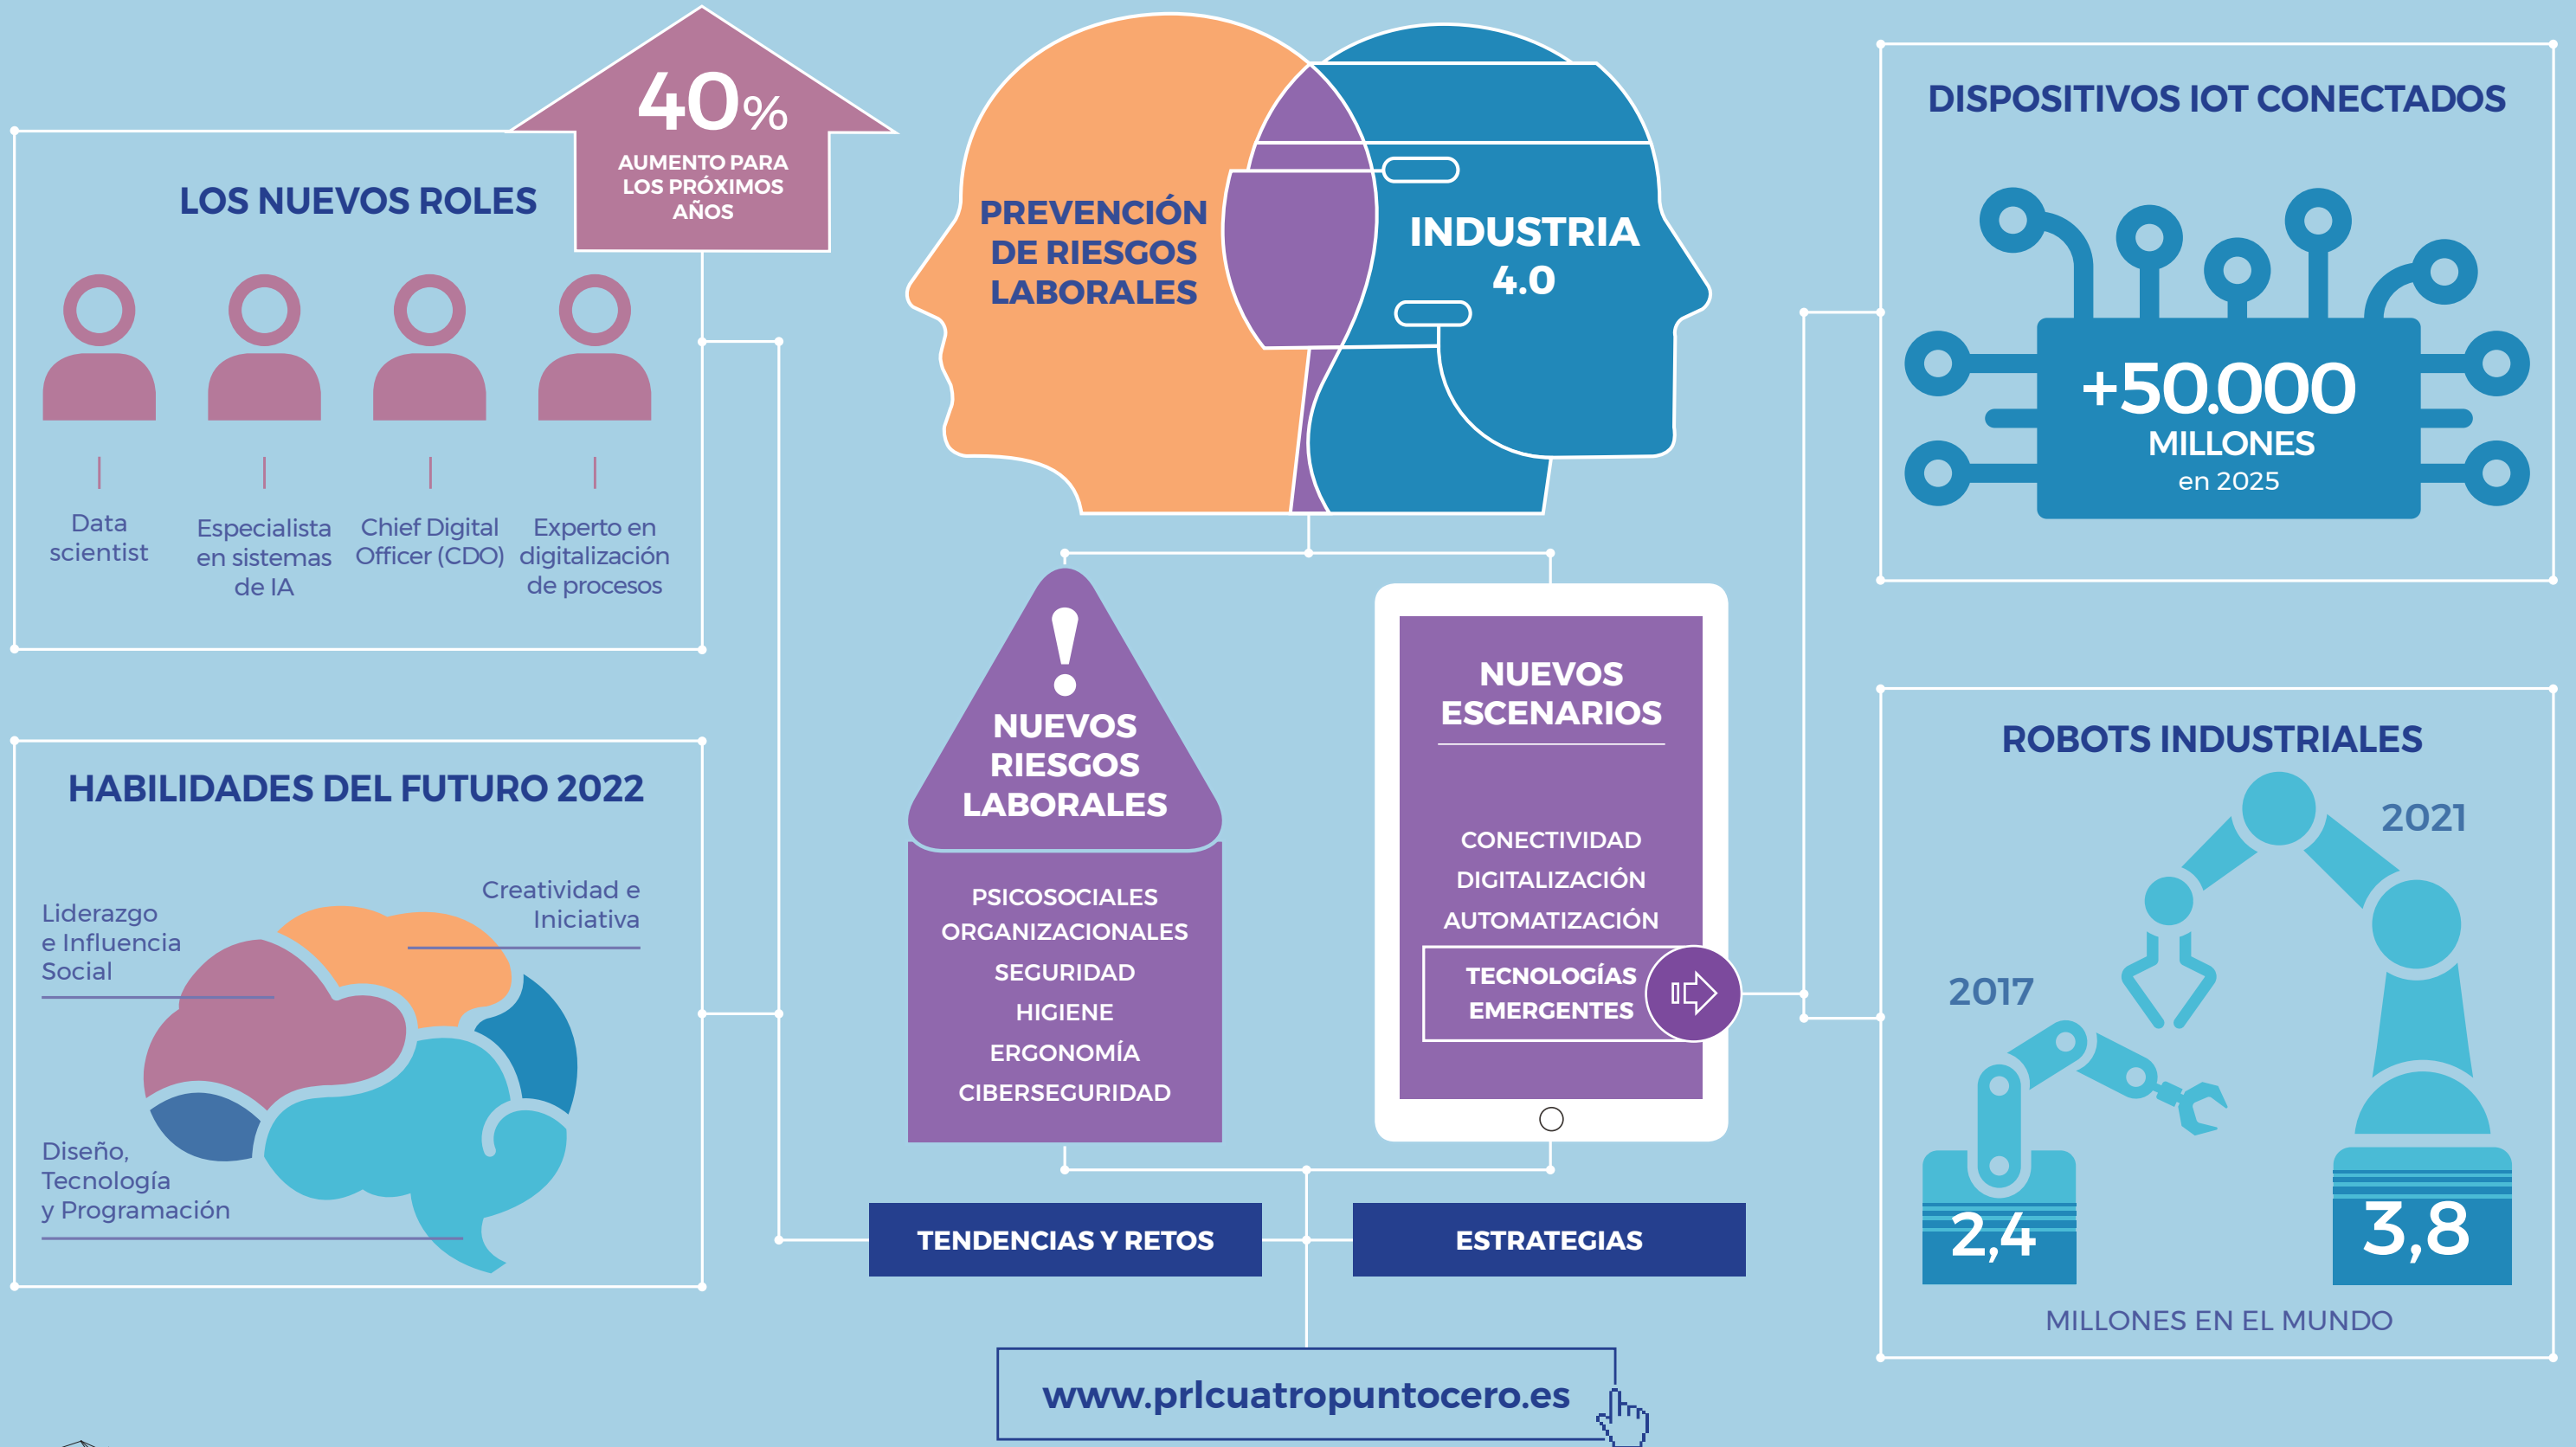 40%
AUMENTO PARA
LOS PRÓXIMOS
AÑOS
LOS NUEVOS ROLES
Data
scientist
Especialista
en sistemas
de IA
Chief Digital
Officer (CDO)
Experto en
digitalización
de procesos
HABILIDADES DEL FUTURO 2022
Liderazgo
e Influencia
Social
Creatividad e
Iniciativa
Diseño,
Tecnología
y Programación
PREVENCIÓN
DE RIESGOS
LABORALES
INDUSTRIA
4.0
!
NUEVOS
RIESGOS
LABORALES
PSICOSOCIALES
ORGANIZACIONALES
SEGURIDAD
HIGIENE
ERGONOMÍA
CIBERSEGURIDAD
NUEVOS
ESCENARIOS
CONECTIVIDAD
DIGITALIZACIÓN
AUTOMATIZACIÓN
TECNOLOGÍAS
EMERGENTES
TENDENCIAS Y RETOS
ESTRATEGIAS
www.prlcuatropuntocero.es
DISPOSITIVOS IOT CONECTADOS
+50.000
MILLONES
en 2025
ROBOTS INDUSTRIALES
2021
2017
2,4
3,8
MILLONES EN EL MUNDO